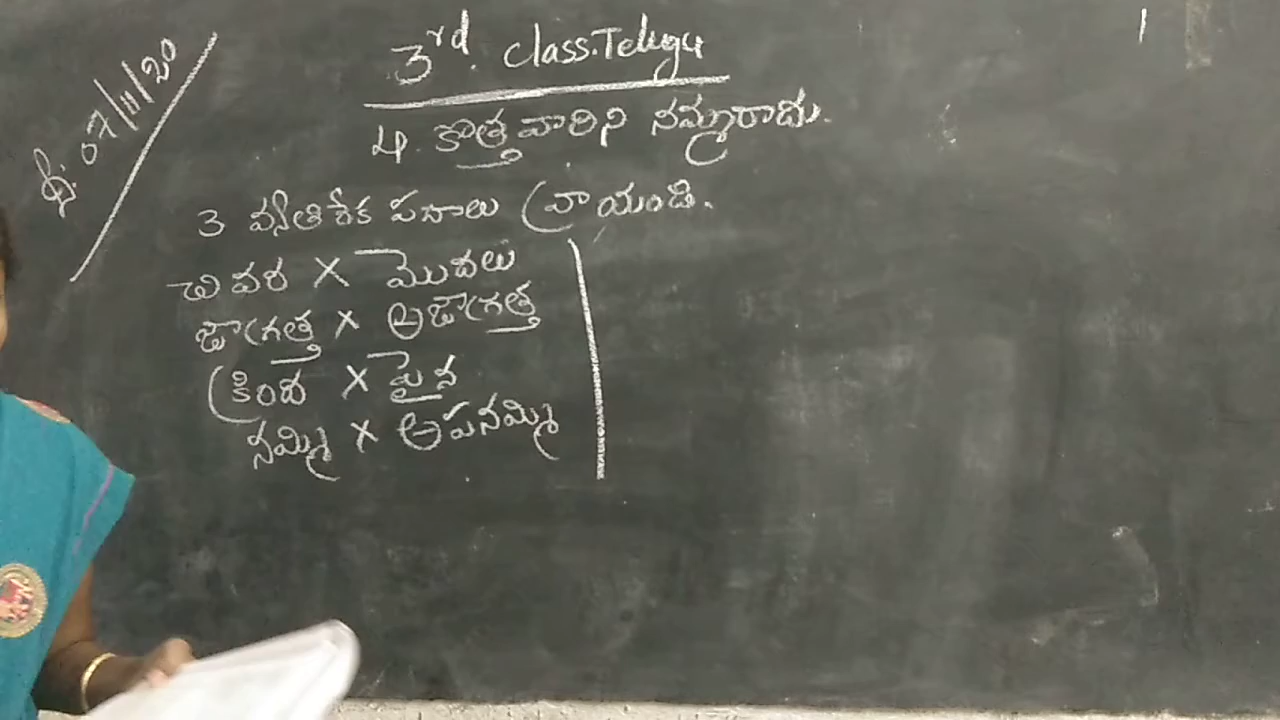 తే: 07/11/20
3rd. Class.Telugu
4. కొత్తవారిని నమ్మరాదు.
3 వ్యతిరేక పదాలు వ్రాయండి.
చివర X మొదలు
జాగ్రత్త X అజాగ్రత్త
క్రింద X పైన
నమ్మి X అపనమ్మి